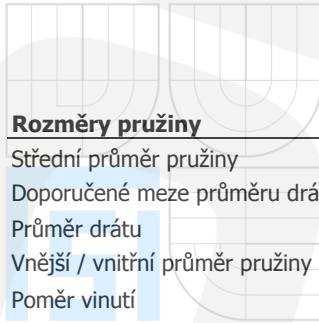 Rozměry pružiny
Střední průměr pružiny
Doporučené meze průměru drá
Průměr drátu
Vnější / vnitřní průměr pružiny
Poměr vinutí